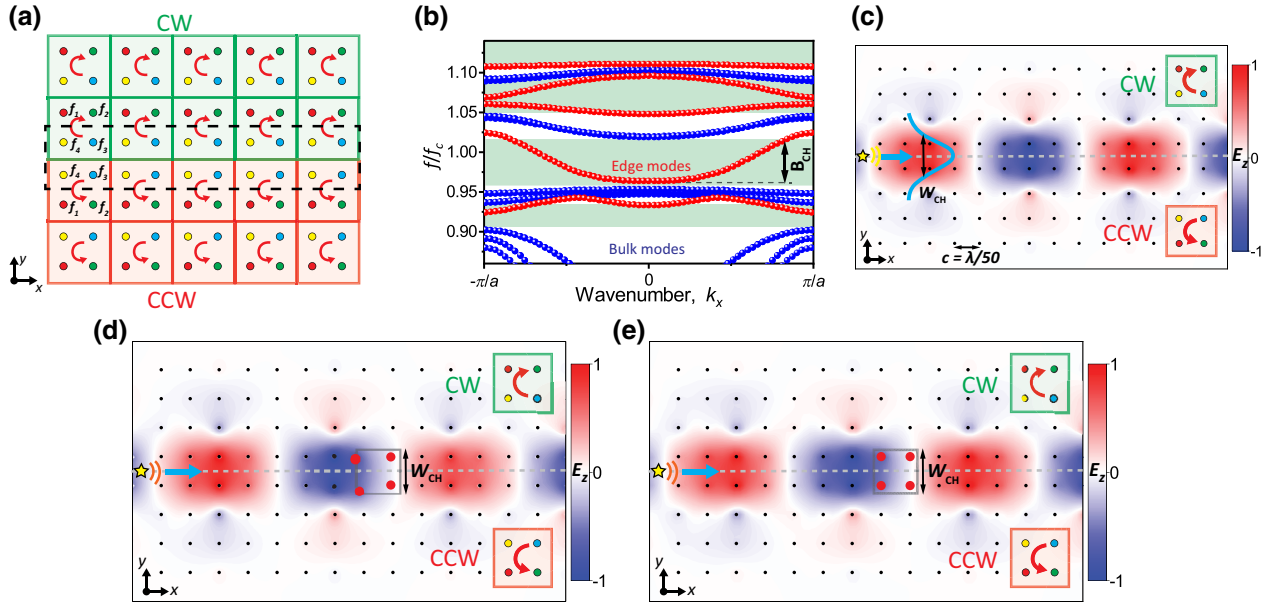 (a)
CW
f1 f2
f4 f3
f4 f3
f1 f2
y
x
CCW
(b)
f/fc
1.10
1.05
1.00
0.95
0.90
Edge modes
BCH
Bulk modes
-π/a
0
π/a
Wavenumber, kx
(c)
CW
WCH
CCW
c = λ/50
y
x
1
Ez
0
-1
(d)
CW
WCH
CCW
y
x
1
Ez
0
-1
(e)
CW
WCH
CCW
y
x
1
Ez
0
-1